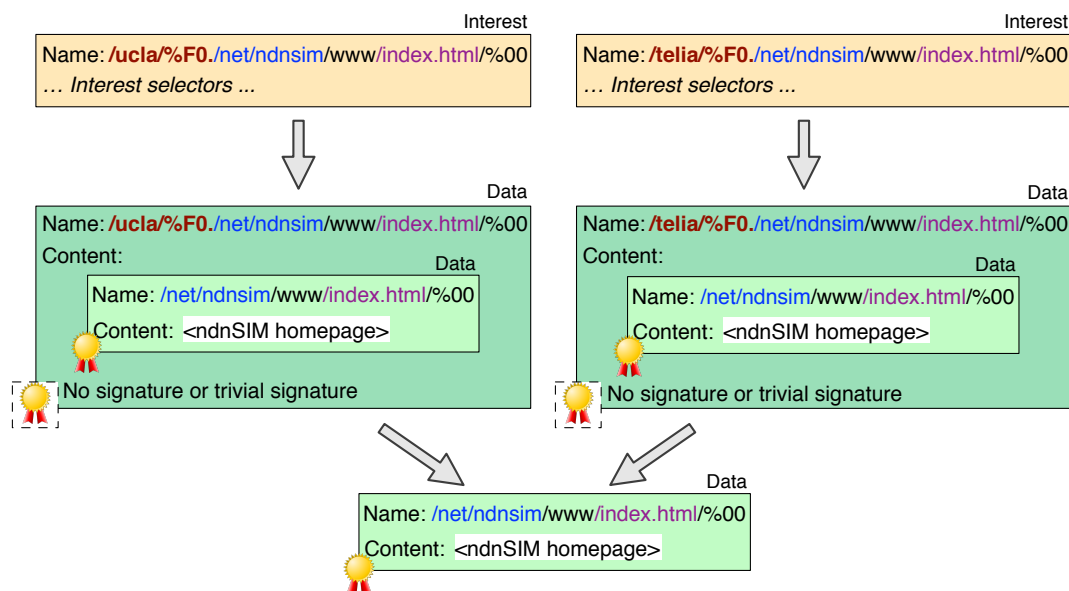 Interest
Name: /ucla/%F0./net/ndnsim/www/index.html/%00
... Interest selectors ...
Interest
Name: /telia/%F0./net/ndnsim/www/index.html/%00
... Interest selectors ...
Data
Name: /ucla/%F0./net/ndnsim/www/index.html/%00
Content:
Data
Name: /net/ndnsim/www/index.html/%00
Content: <ndnSIM homepage>
No signature or trivial signature
Data
Name: /telia/%F0./net/ndnsim/www/index.html/%00
Content:
Data
Name: /net/ndnsim/www/index.html/%00
Content: <ndnSIM homepage>
No signature or trivial signature
Data
Name: /net/ndnsim/www/index.html/%00
Content: <ndnSIM homepage>